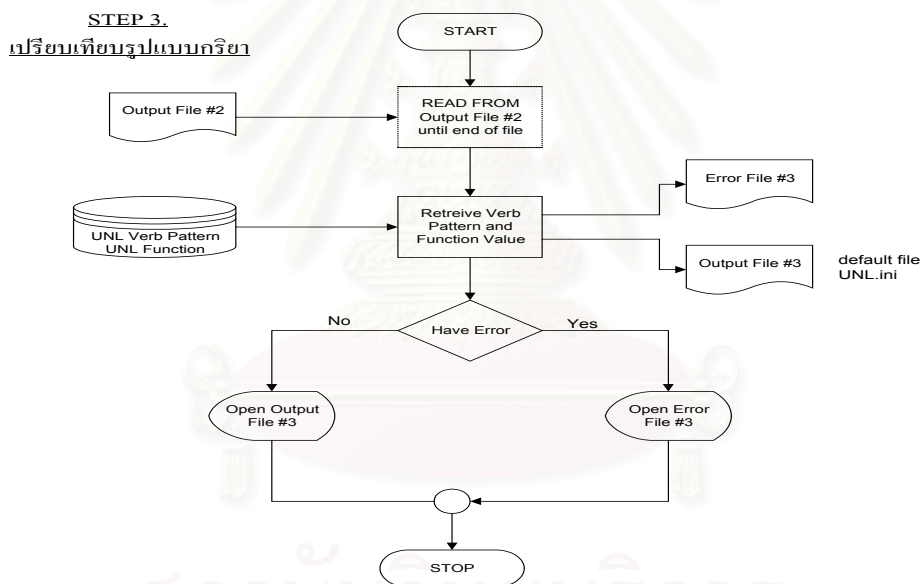 STEP 3.
เปรียบเทียบรูปแบบกริยา
START
Output File #2
READ FROM
Output File #2
until end of file
Error File #3
UNL Verb Pattern
UNL Function
Retreive Verb
Pattern and
Function Value
Output File #3
default file
UNL.ini
No
Have Error
Yes
Open Output
File #3
Open Error
File #3
STOP